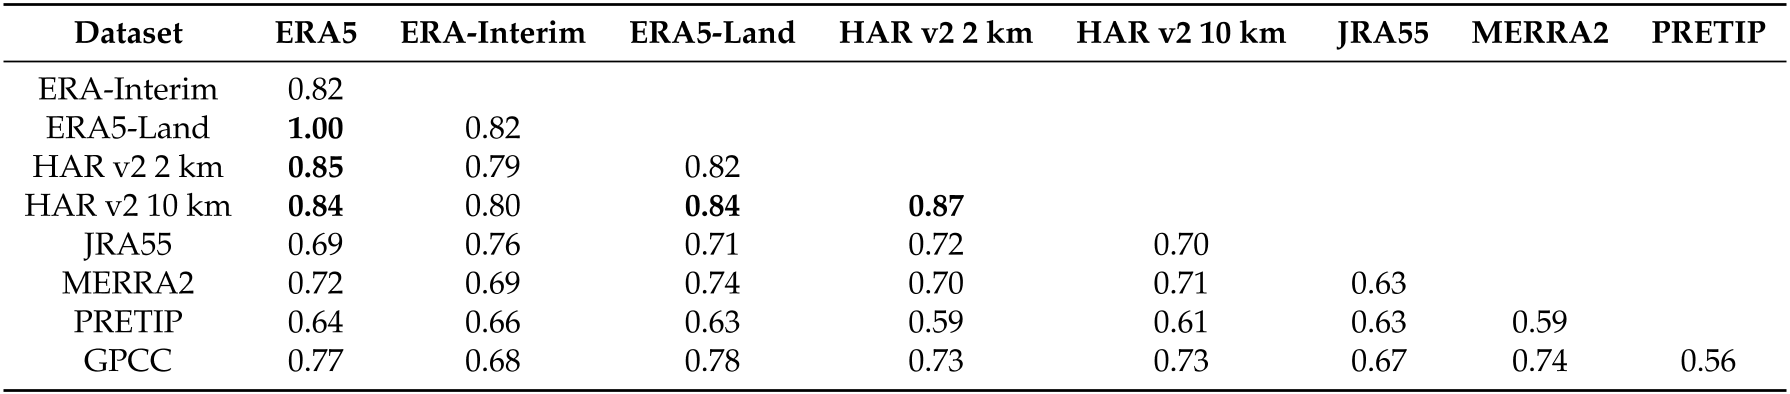 Dataset ERA5 ERA-Interim ERA5-Land HAR v2 2 km HAR v2 10 km JRA55 MERRA2 PRETIP
ERA-Interim 0.82
ERA5-Land 1.00 0.82
HAR v2 2 km 0.85 0.79 0.82
HAR v2 10 km 0.84 0.80 0.84 0.87
JRA55 0.69 0.76 0.71 0.72 0.70
MERRA2 0.72 0.69 0.74 0.70 0.71 0.63
PRETIP 0.64 0.66 0.63 0.59 0.61 0.63 0.59
GPCC 0.77 0.68 0.78 0.73 0.73 0.67 0.74 0.56